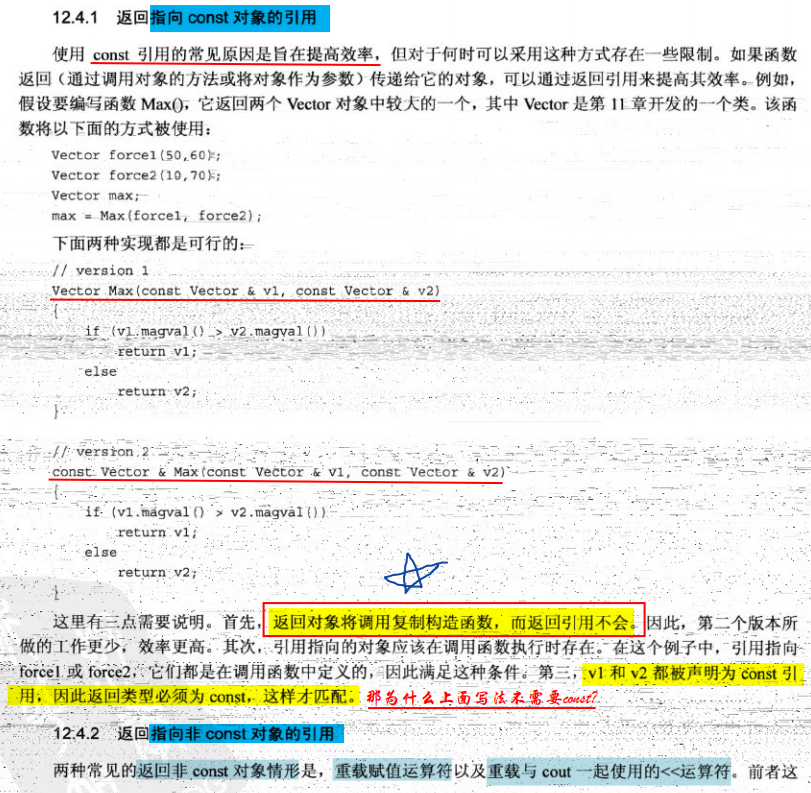 12.4.1 返回指向 const 对象的引用
使用 const 引用的常见原因是旨在提高效率，但对于何时可以采用这种方式存在一些限制。如果函数
返回（通过调用对象的方法或将对象作为参数）传递给它的对象，可以通过返回引用来提高其效率。例如，
假设要编写函数 Max()，它返回两个 Vector 对象中较大的一个，其中 Vector 是第 11 章开发的一个类。该函
数将以下面的方式被使用：
Vector force1(50,60);
Vector force2(10,70);
Vector max;
max = Max(force1, force2);
下面两种实现都是可行的：
// version 1
Vector Max(const Vector & v1, const Vector & v2)
{
if (v1.magval() > v2.magval())
return v1;
else
return v2;
}
// version 2
const Vector & Max(const Vector & v1, const Vector & v2)
{
if (v1.magval() > v2.magval())
return v1;
else
return v2;
}
这里有三点需要说明。首先，返回对象将调用复制构造函数，而返回引用不会。因此，第二个版本所
做的工作更少，效率更高。其次，引用指向的对象应该在调用函数执行时存在。在这个例子中，引用指向
force1 或 force2，它们都是在调用函数中定义的，因此满足这种条件。第三，v1 和 v2 都被声明为 const 引
用，因此返回类型必须为 const，这样才匹配。那为什么上面写法不需要const?
12.4.2 返回指向非 const 对象的引用
两种常见的返回非 const 对象情形是，重载赋值运算符以及重载与 cout 一起使用的<<运算符。前者这